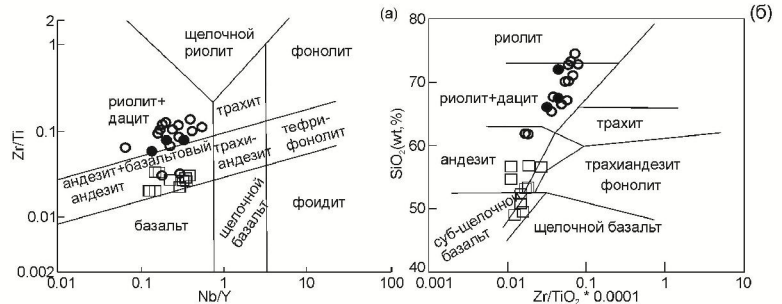 (а)
2
1
0.1
0.01
0.002
Zr/Ti
щелочной
риолит
фонолит
риолит+
дацит
трахит
тефри-
фонолит
трахи-
андезит
андезит+базальтовый
андезит
базальт
щелочной
базальт
фоидит
0.01
0.1
1
10
100
Nb/Y
(б)
80
70
60
50
40
SiO2(wt,%)
риолит
риолит+дацит
трахит
андезит
трахиандезит
фонолит
суб-щелочной
базальт
щелочной базальт
0.001
0.01
0.1
1
10
Zr/TiO2 * 0.0001